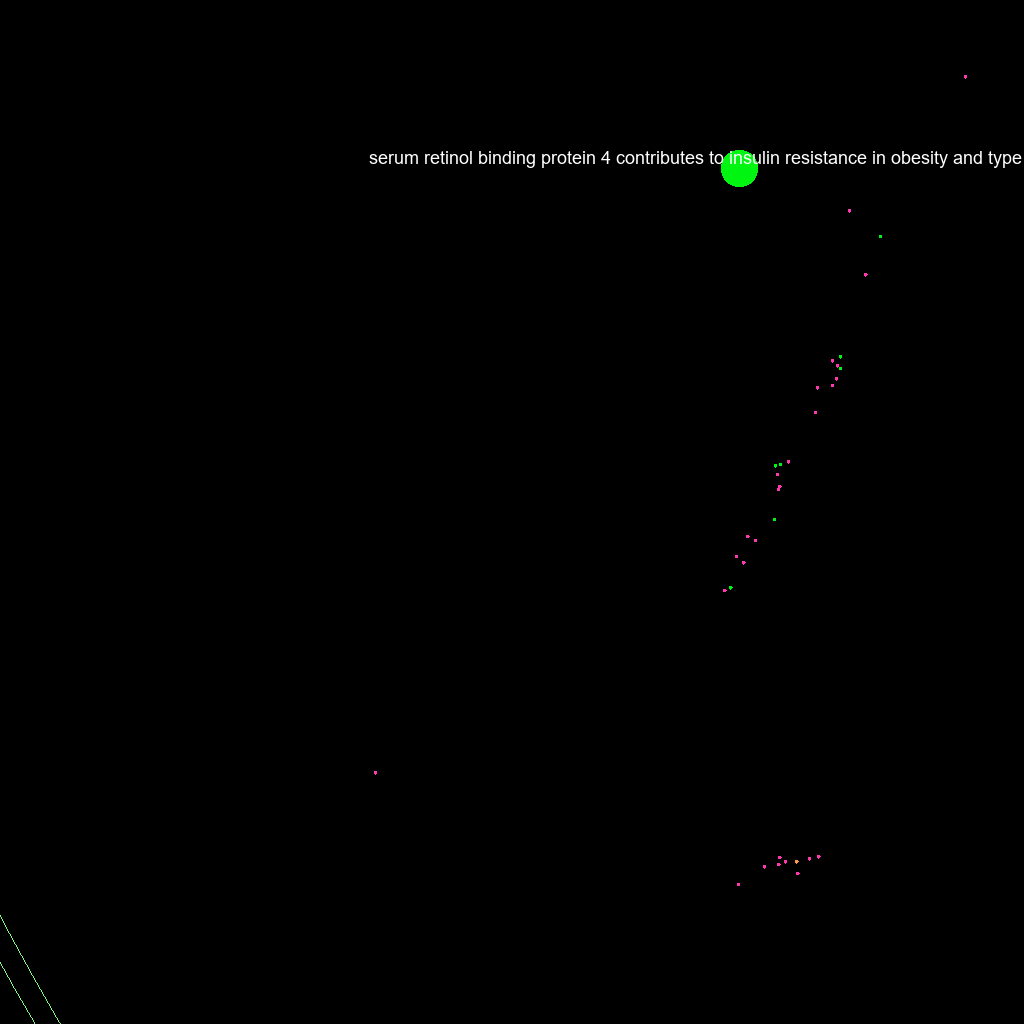 serum retinol binding protein 4 contributes to insulin resistance in obesity and type